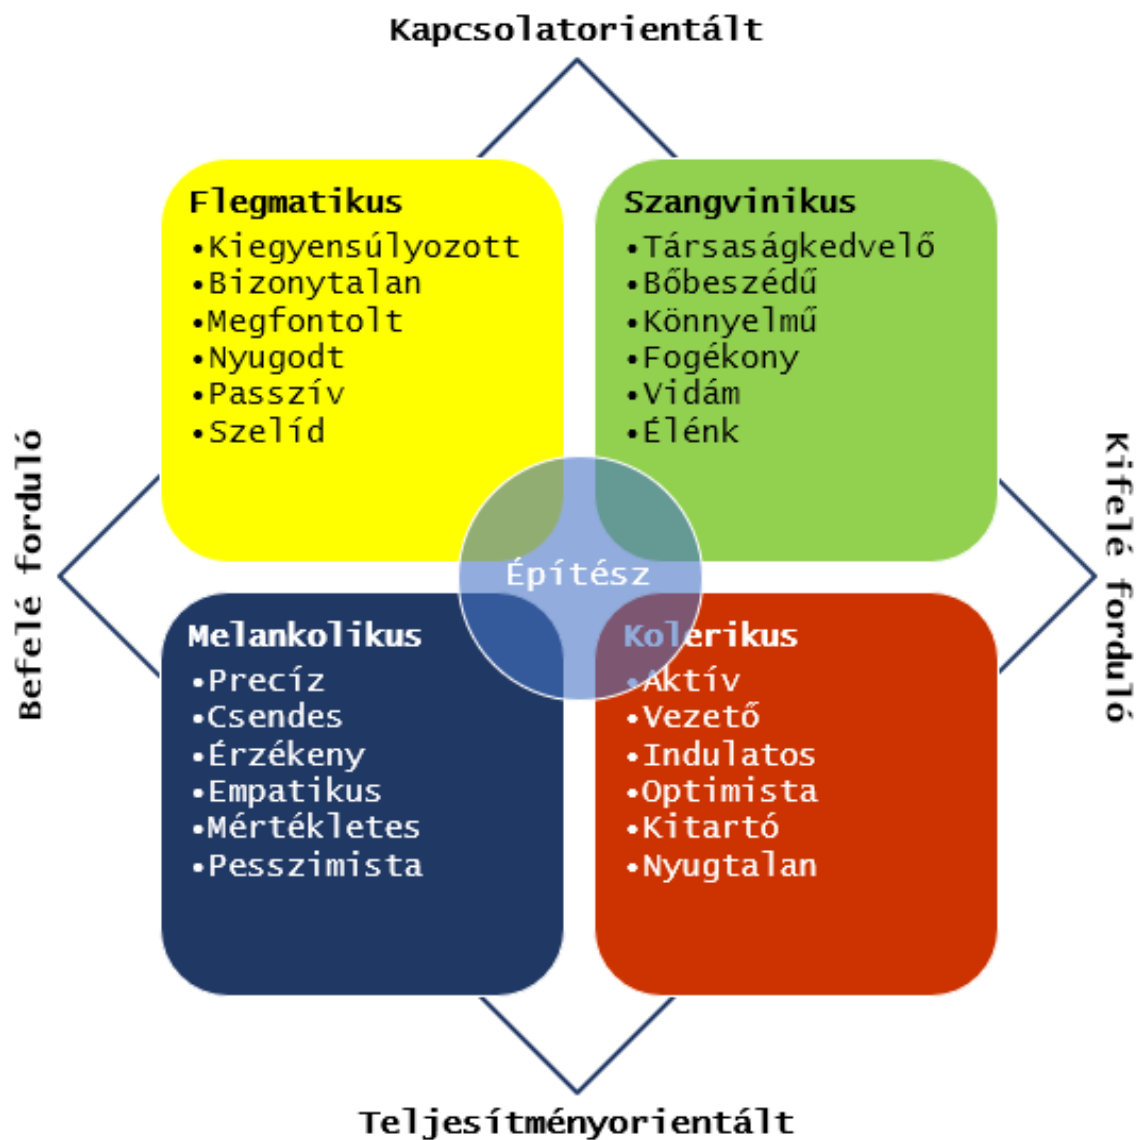 Kapcsolatorientált
Flegmatikus
•Kiegyensúlyozott
•Bizonytalan
•Megfontolt
•Nyugodt
•Passzív
•Szelíd
Szangvinikus
•Társaságkedvelő
•Bőbeszédű
•Könnyelmű
•Fogékony
•Vidám
•Élénk
Befelé forduló
Építész
Kifelé forduló
Melankolikus
•Precíz
•Csendes
•Érzékeny
•Empatikus
•Mértékletes
•Pesszimista
Kolerikus
•Aktív
•Vezető
•Indulatos
•Optimista
•Kitartó
•Nyugtalan
Teljesítményorientált